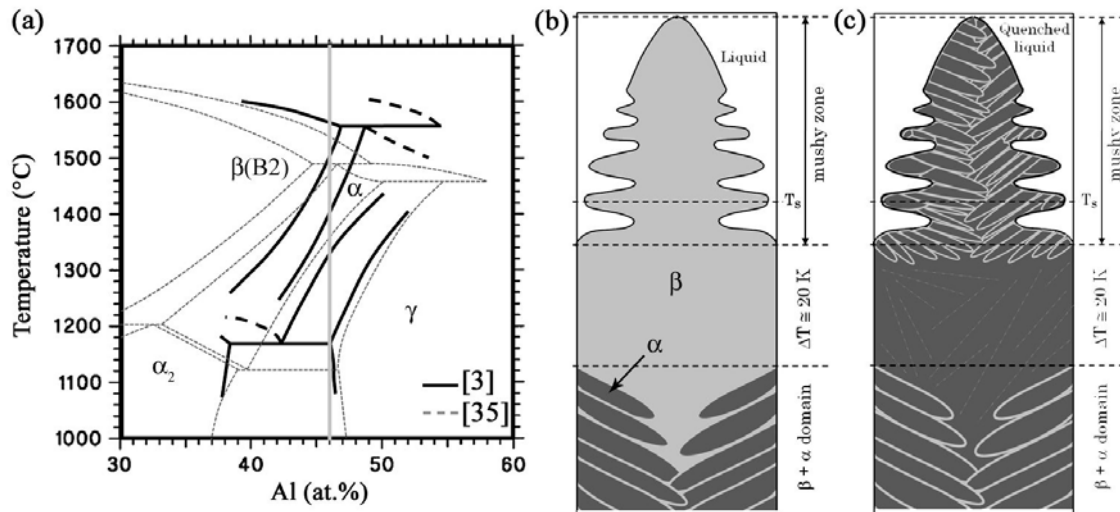 (a)
1700
1600
1500
1400
1300
1200
1100
1000
Temperature (°C)
30
40
50
60
Al (at.%)
β(B2)
α
γ
α2
[3]
[35]
(b)
Liquid
mushy zone
Ts
β
ΔT ≅ 20 K
α
β + α domain
(c)
Quenched
liquid
mushy zone
Ts
ΔT ≅ 20 K
β + α domain